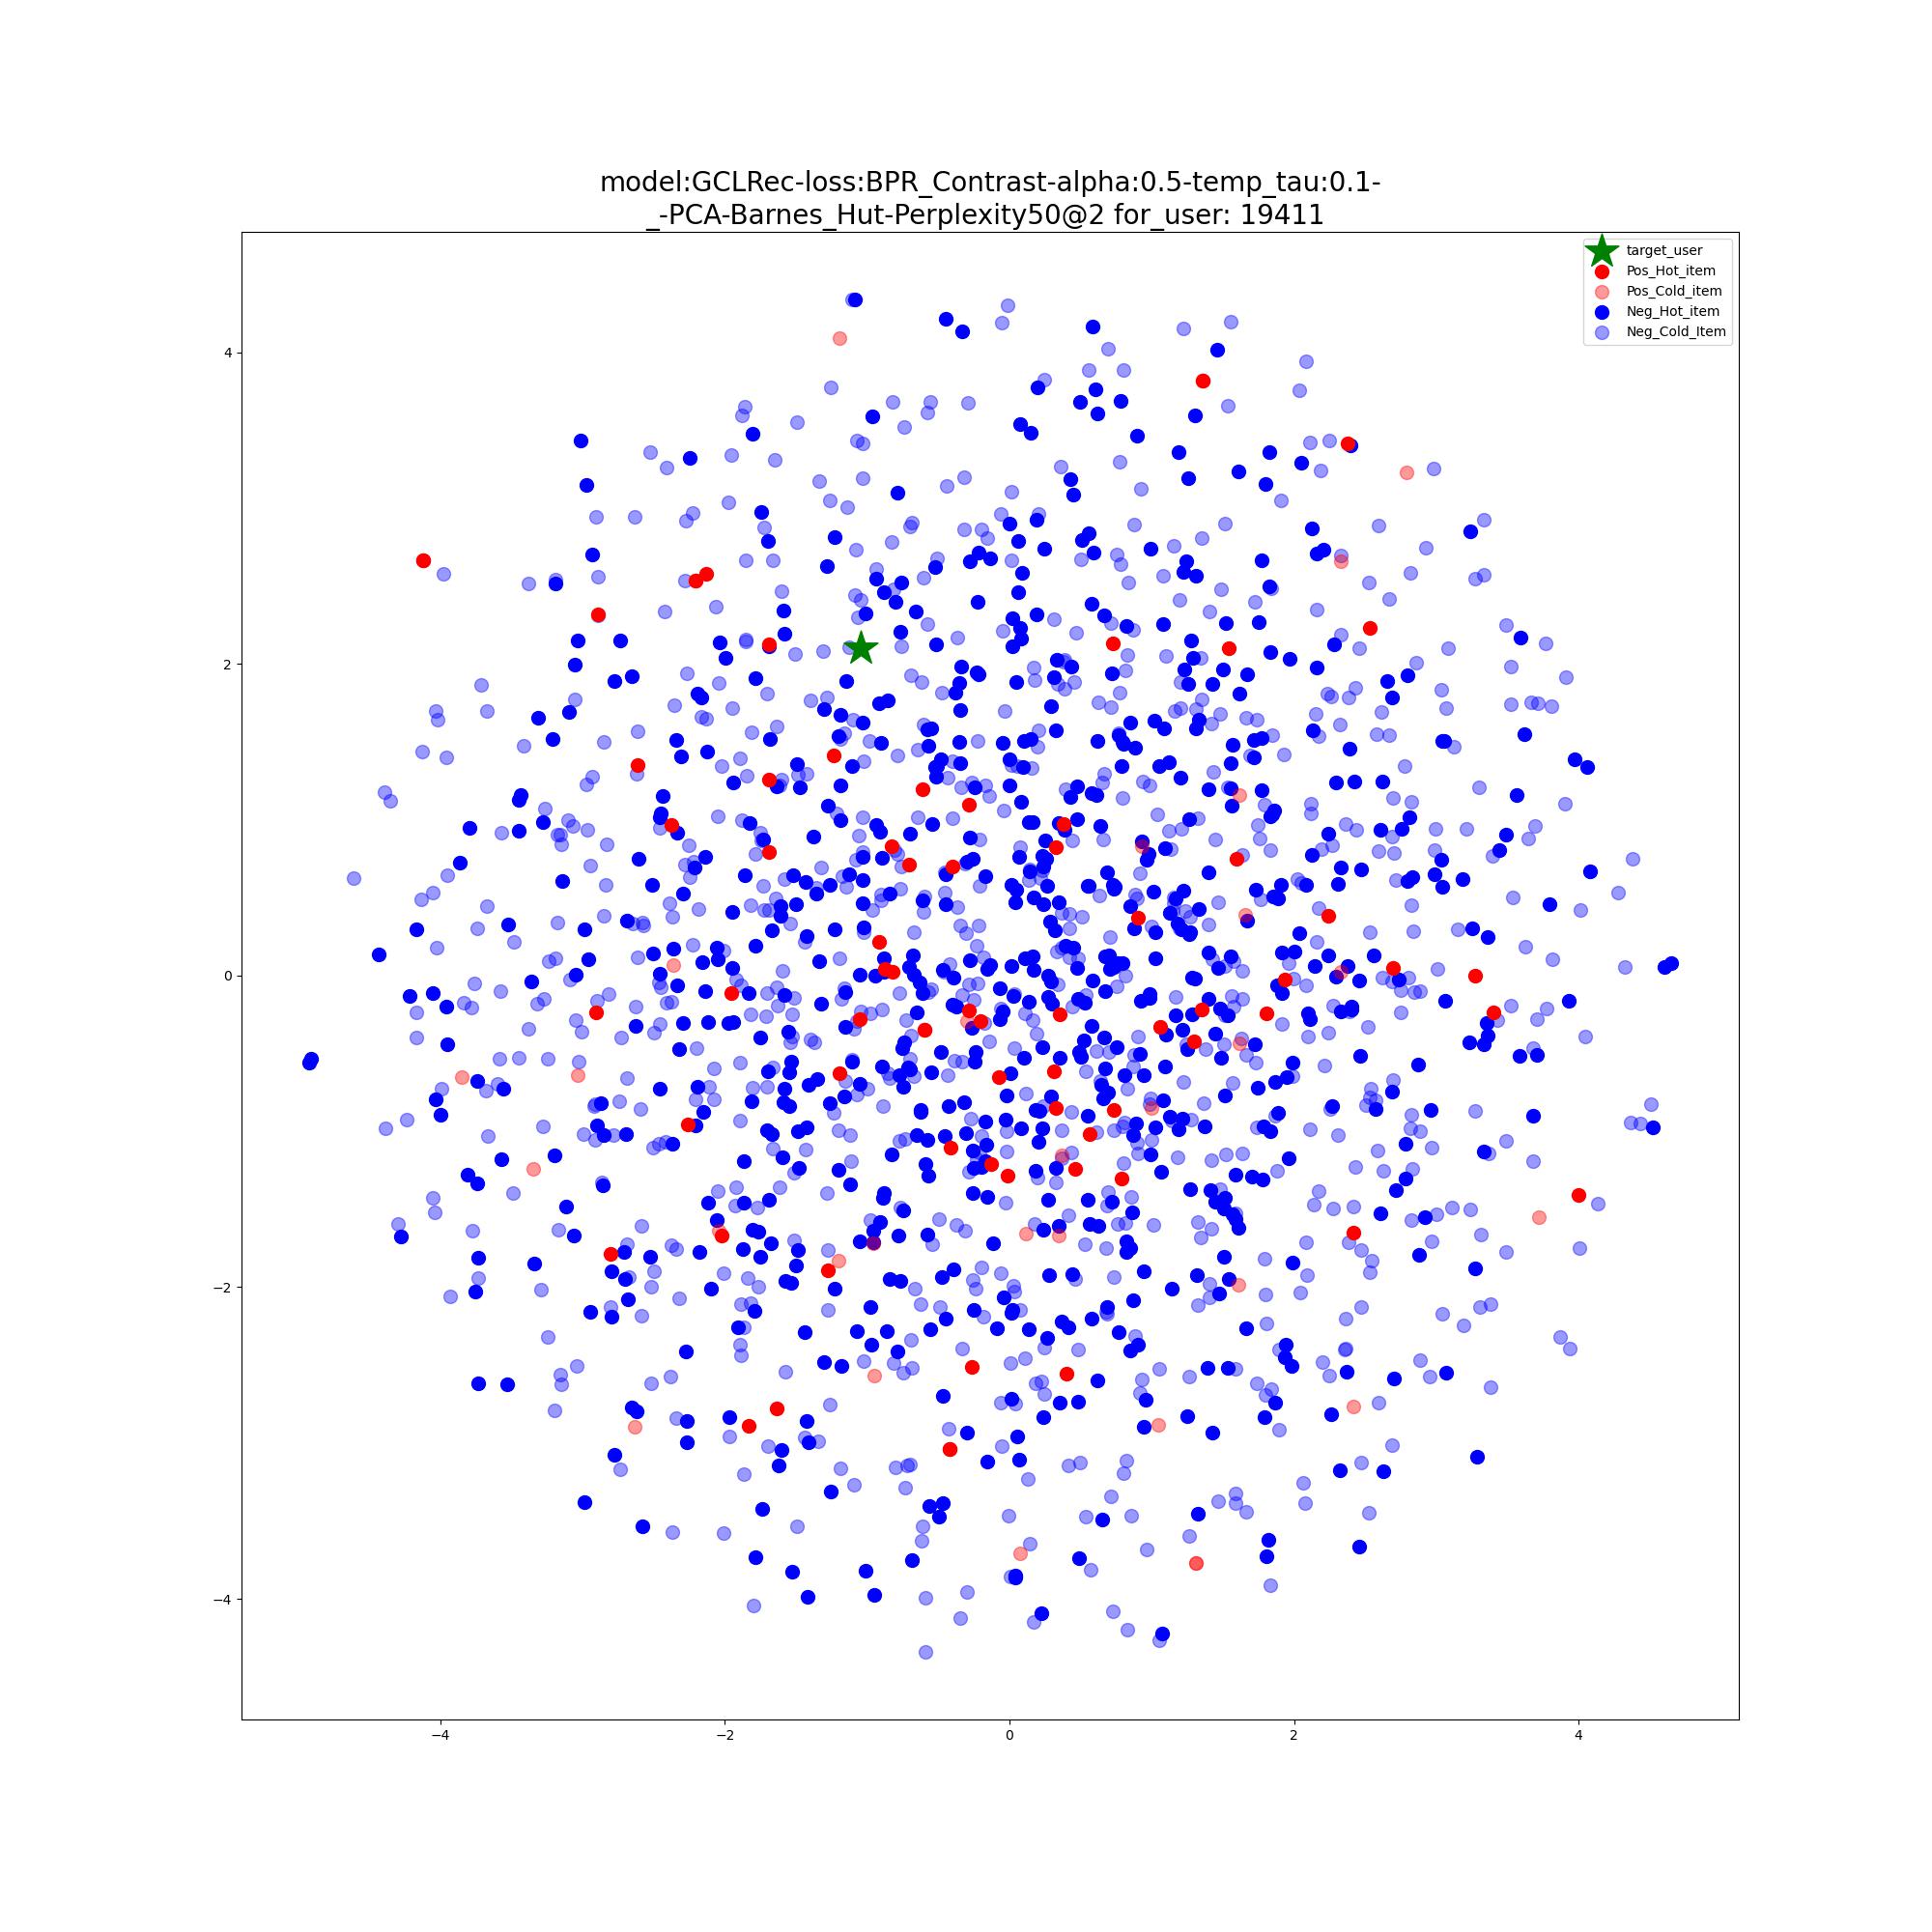 model:GCLRec-loss:BPR_Contrast-alpha:0.5-temp_tau:0.1-
_-PCA-Barnes_Hut-Perplexity50@2 for_user: 19411
target_user
Pos_Hot_item
Pos_Cold_item
Neg_Hot_item
Neg_Cold_Item
4
2
0
−2
−4
−4
−2
0
2
4